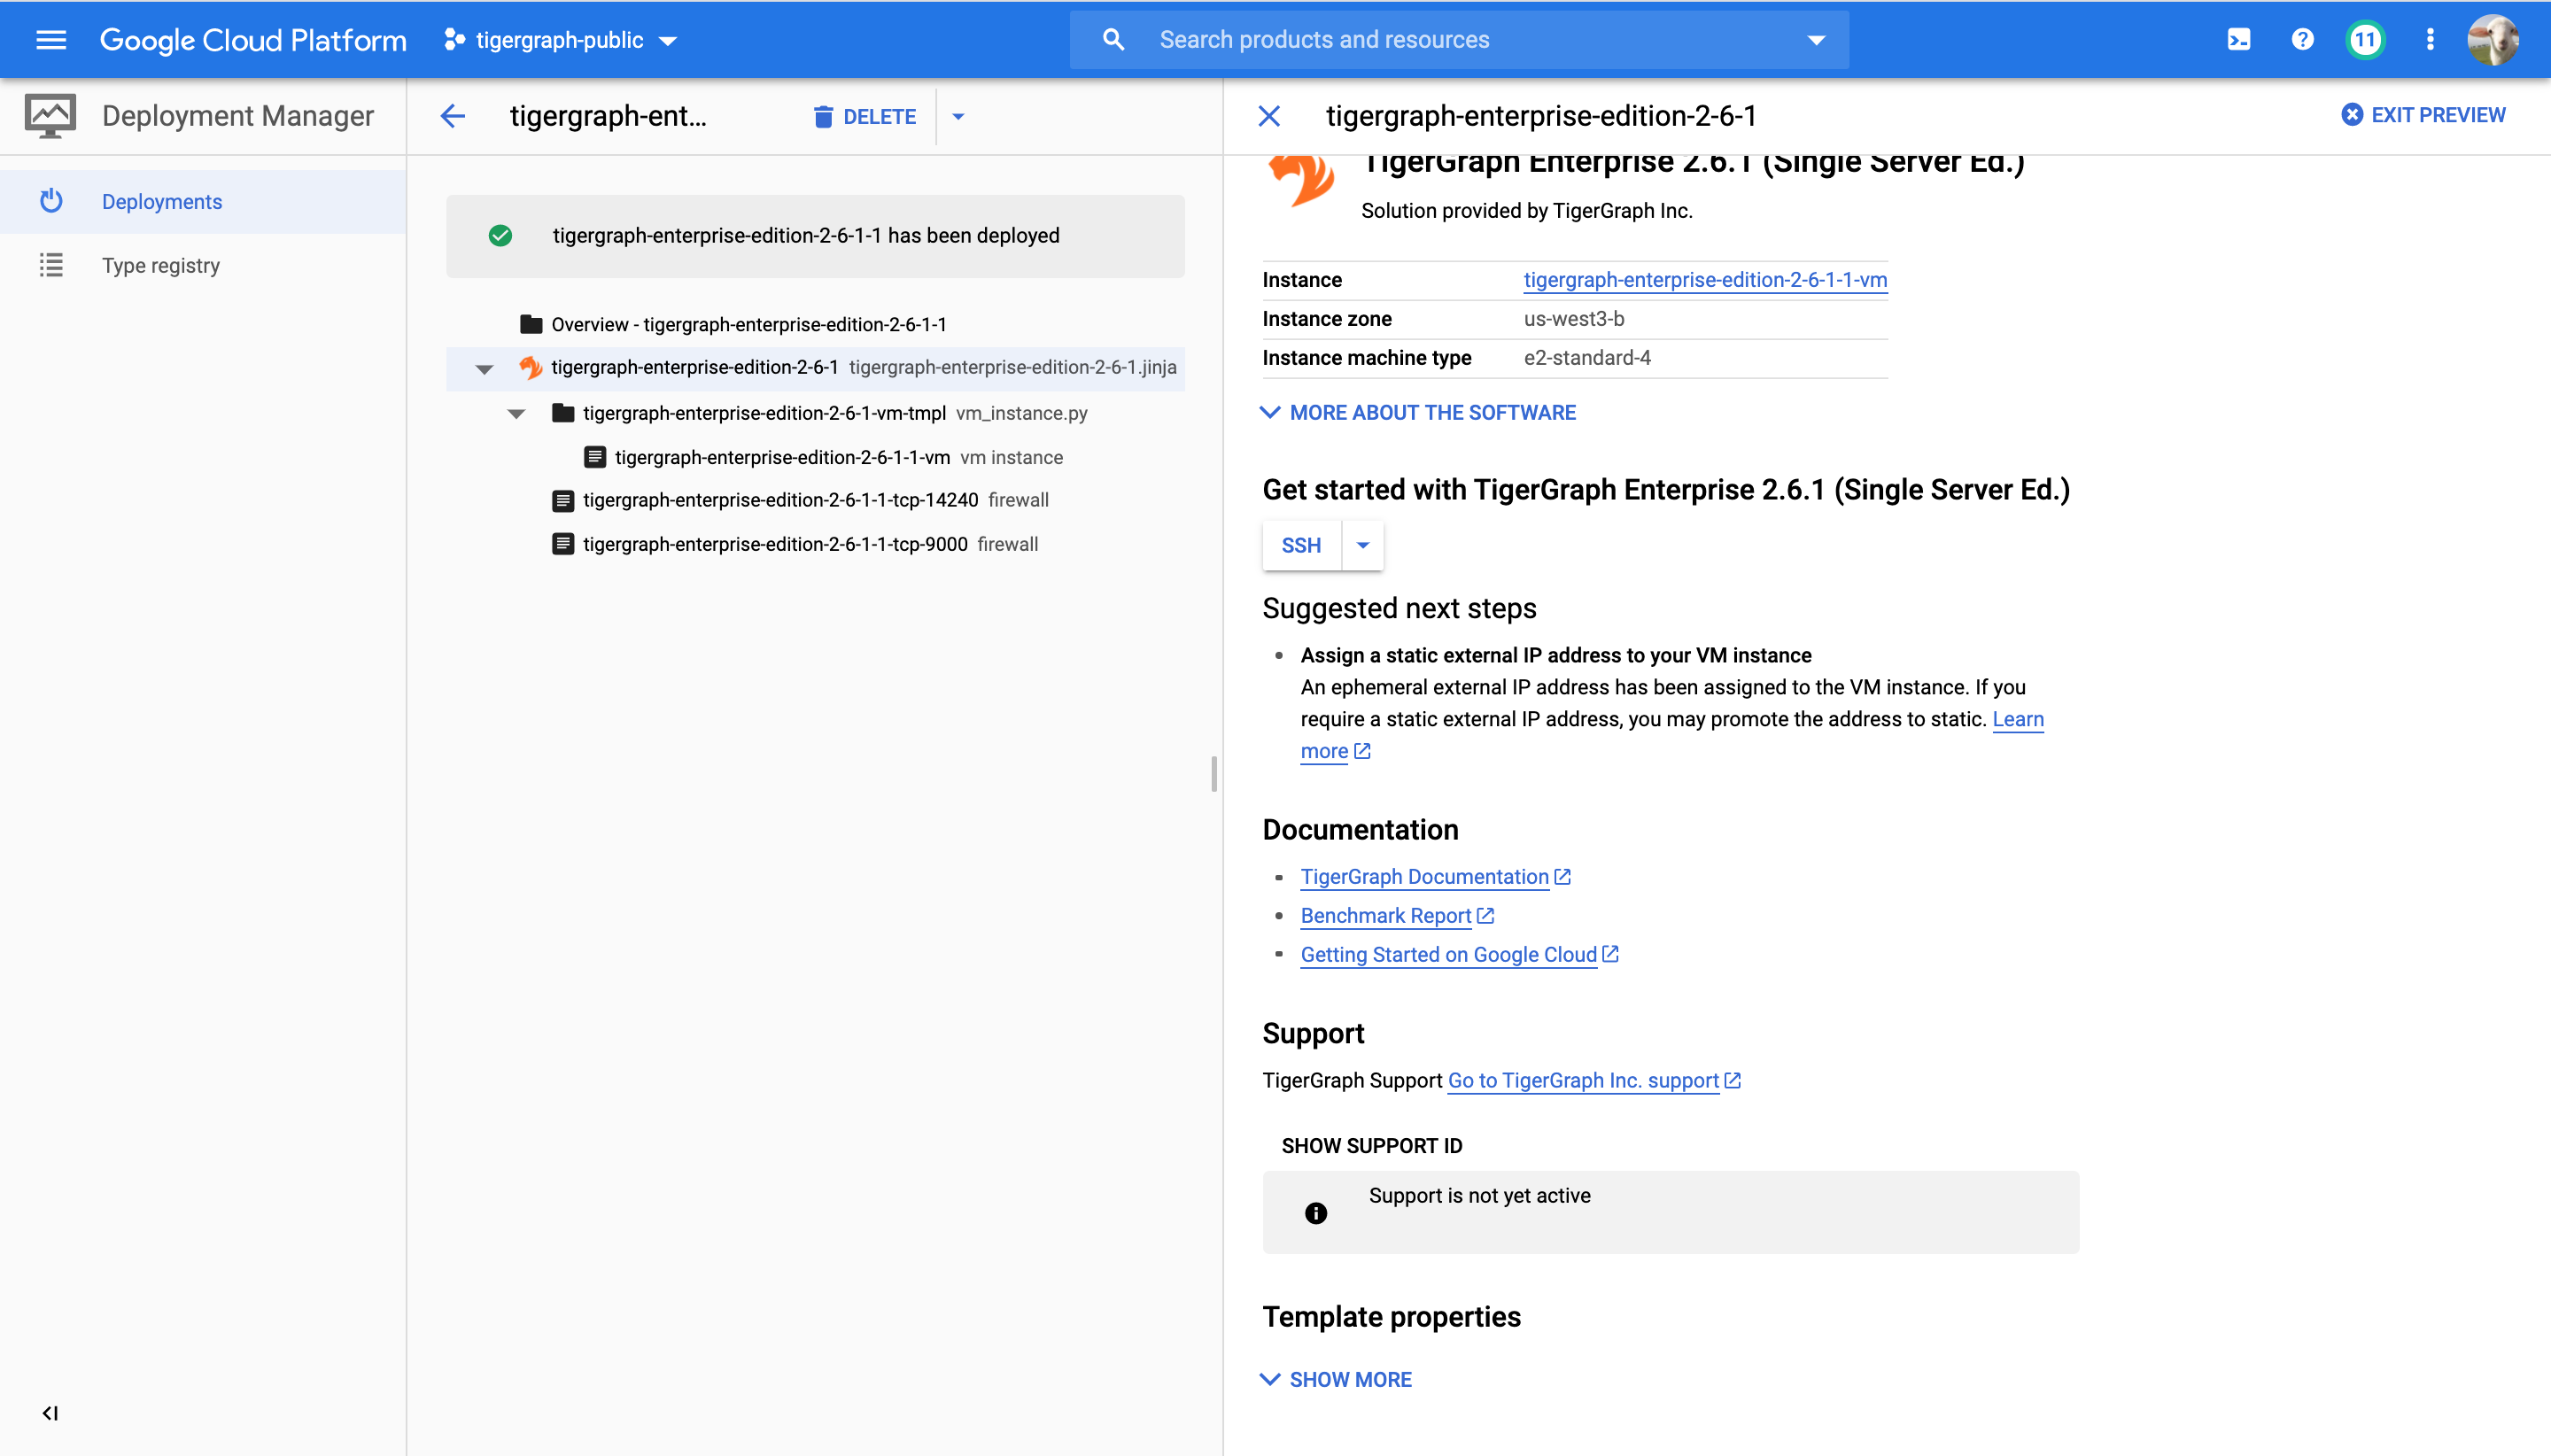 Google Cloud Platform
tigergraph-public
Search products and resources
11
Deployment Manager
Deployments
Type registry
tigergraph-ent...
DELETE
tigergraph-enterprise-edition-2-6-1-1 has been deployed
Overview - tigergraph-enterprise-edition-2-6-1-1
tigergraph-enterprise-edition-2-6-1 tigergraph-enterprise-edition-2-6-1.jinja
tigergraph-enterprise-edition-2-6-1-vm-tmpl vm_instance.py
tigergraph-enterprise-edition-2-6-1-1-vm vm instance
tigergraph-enterprise-edition-2-6-1-1-tcp-14240 firewall
tigergraph-enterprise-edition-2-6-1-1-tcp-9000 firewall
tigergraph-enterprise-edition-2-6-1
EXIT PREVIEW
TigerGraph Enterprise 2.6.1 (Single Server Ed.)
Solution provided by TigerGraph Inc.
Instance tigergraph-enterprise-edition-2-6-1-1-vm
Instance zone us-west3-b
Instance machine type e2-standard-4
MORE ABOUT THE SOFTWARE
Get started with TigerGraph Enterprise 2.6.1 (Single Server Ed.)
SSH
Suggested next steps
• Assign a static external IP address to your VM instance
An ephemeral external IP address has been assigned to the VM instance. If you
require a static external IP address, you may promote the address to static. Learn
more
Documentation
• TigerGraph Documentation
• Benchmark Report
• Getting Started on Google Cloud
Support
TigerGraph Support Go to TigerGraph Inc. support
SHOW SUPPORT ID
Support is not yet active
Template properties
SHOW MORE